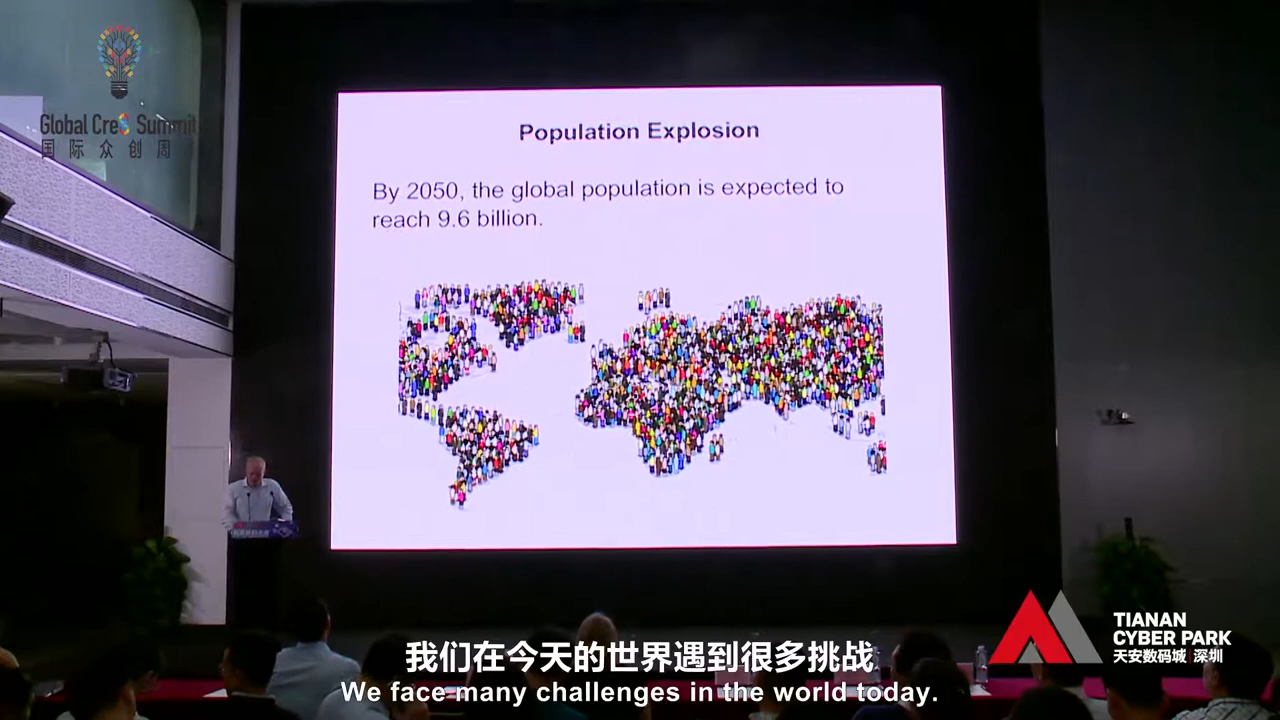 Global Cre8 Summit
国际众创周
Population Explosion
By 2050, the global population is expected to
reach 9.6 billion.
我们在今天的世界遇到很多挑战
We face many challenges in the world today.
TIANAN
CYBER PARK
天安数码城 | 深圳